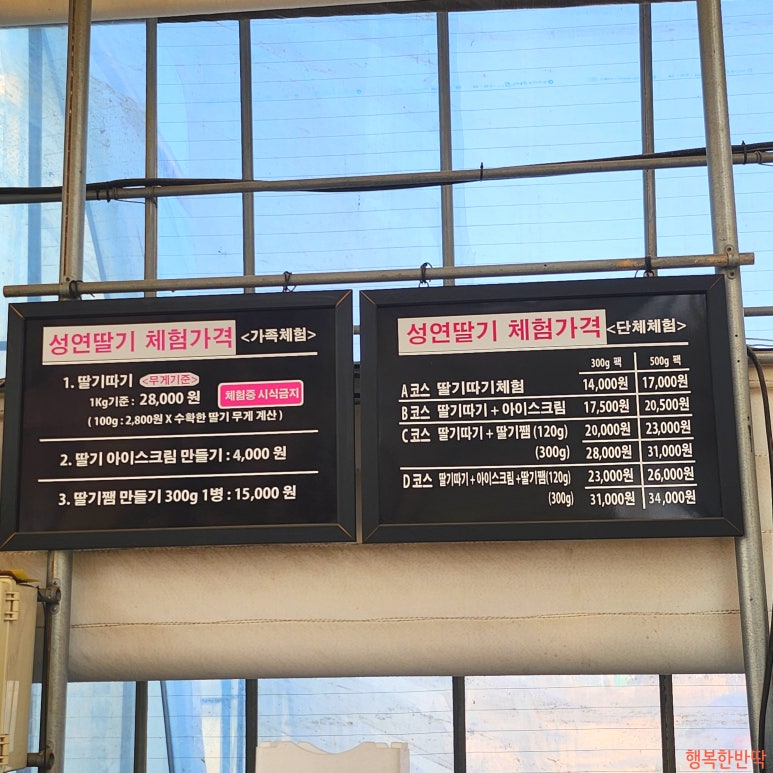 성연딸기 체험가격 <가족체험>
1. 딸기따기 <무게기준>
1Kg기준 : 28,000 원 체험중 시식금지
( 100g : 2,800원 X 수확한 딸기 무게 계산 )
2. 딸기 아이스크림 만들기 : 4,000 원
3. 딸기쨈 만들기 300g 1병 : 15,000 원
성연딸기 체험가격 <단체체험>
300g 팩 500g 팩
A 코스 딸기따기체험 14,000원 17,000원
B 코스 딸기따기 + 아이스크림 17,500원 20,500원
C 코스 딸기따기 + 딸기쨈 (120g) 20,000원 23,000원
(300g) 28,000원 31,000원
D 코스 딸기따기 + 아이스크림 +딸기쨈(120g) 23,000원 26,000원
(300g) 31,000원 34,000원
행복한반딱